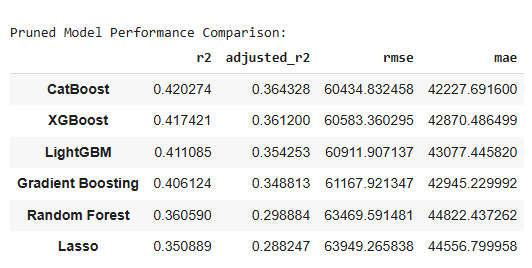 Pruned Model Performance Comparison:
r2 adjusted_r2 rmse mae
CatBoost 0.420274 0.364328 60434.832458 42227.691600
XGBoost 0.417421 0.361200 60583.360295 42870.486499
LightGBM 0.411085 0.354253 60911.907137 43077.445820
Gradient Boosting 0.406124 0.348813 61167.921347 42945.229992
Random Forest 0.360590 0.298884 63469.591481 44822.437262
Lasso 0.350889 0.288247 63949.265838 44556.799958